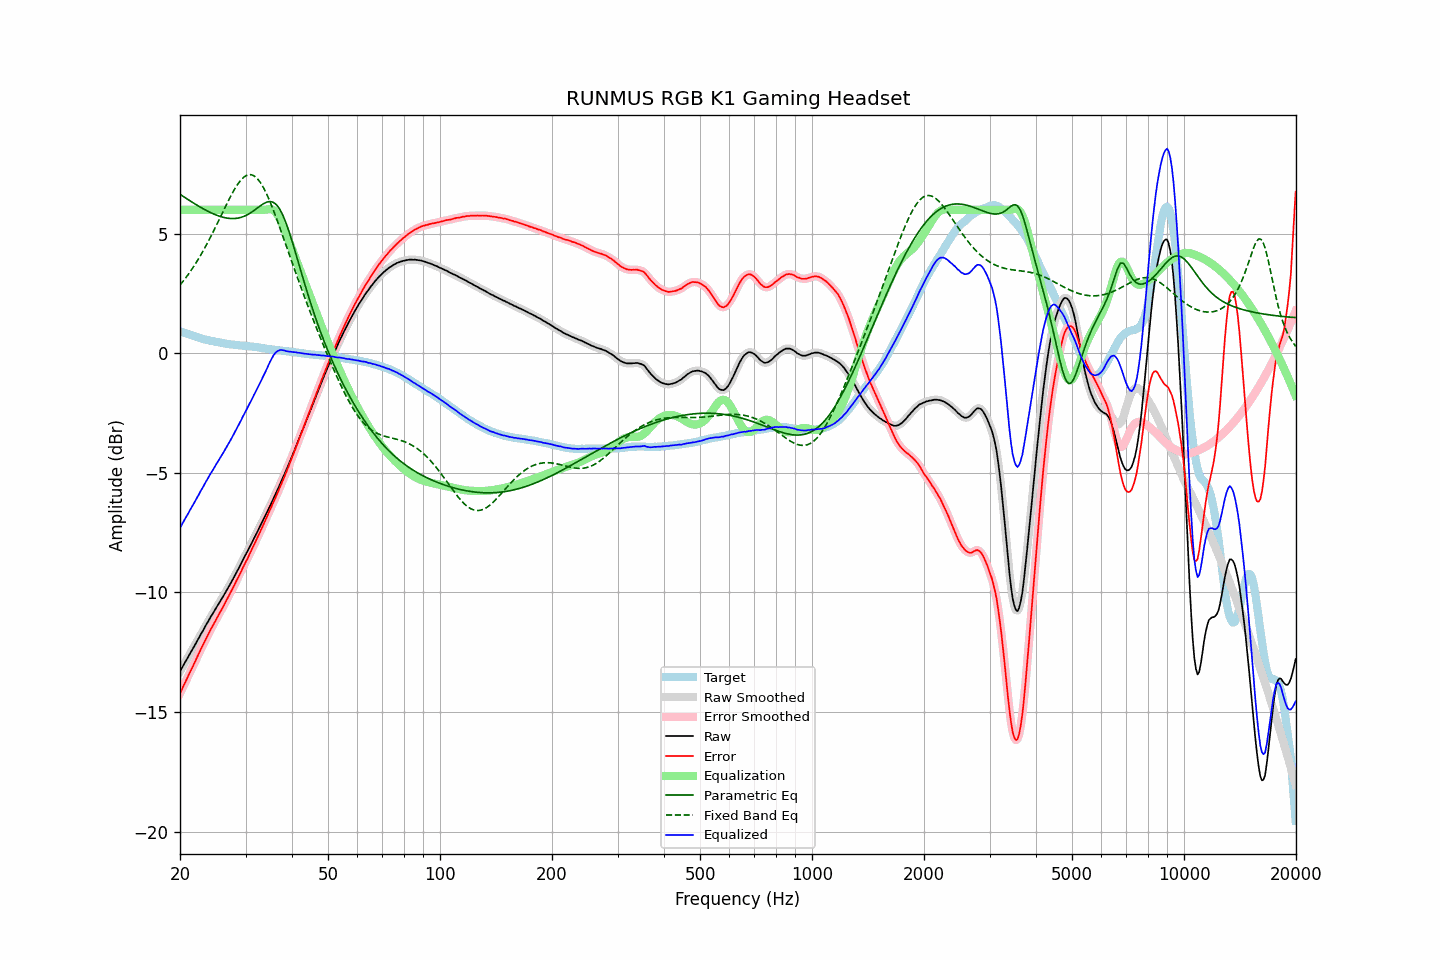 RUNMUS RGB K1 Gaming Headset
Amplitude (dBr)
5
0
−5
−10
−15
−20
Target
Raw Smoothed
Error Smoothed
Raw
Error
Equalization
Parametric Eq
Fixed Band Eq
Equalized
20
50
100
200
500
1000
2000
5000
10000
20000
Frequency (Hz)